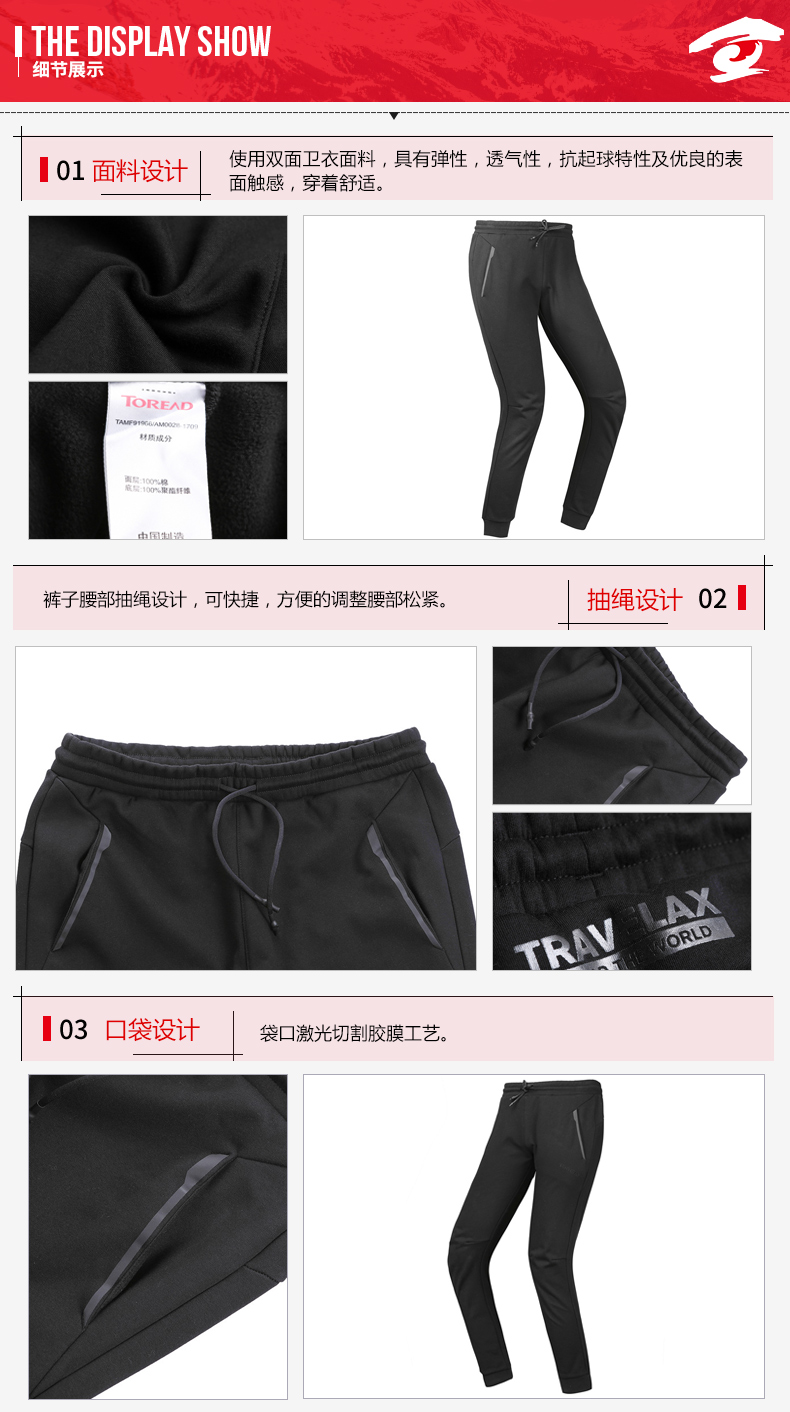 THE DISPLAY SHOW
细节展示
01 面料设计
使用双面卫衣面料，具有弹性，透气性，抗起球特性及优良的表
面触感，穿着舒适。
TOREAD
材质成分
面层:100%棉
底层:100%聚酯纤维
中国制造
裤子腰部抽绳设计，可快捷，方便的调整腰部松紧。
抽绳设计 02
TRAVELAX
THE WORLD
03 口袋设计
袋口激光切割胶膜工艺。